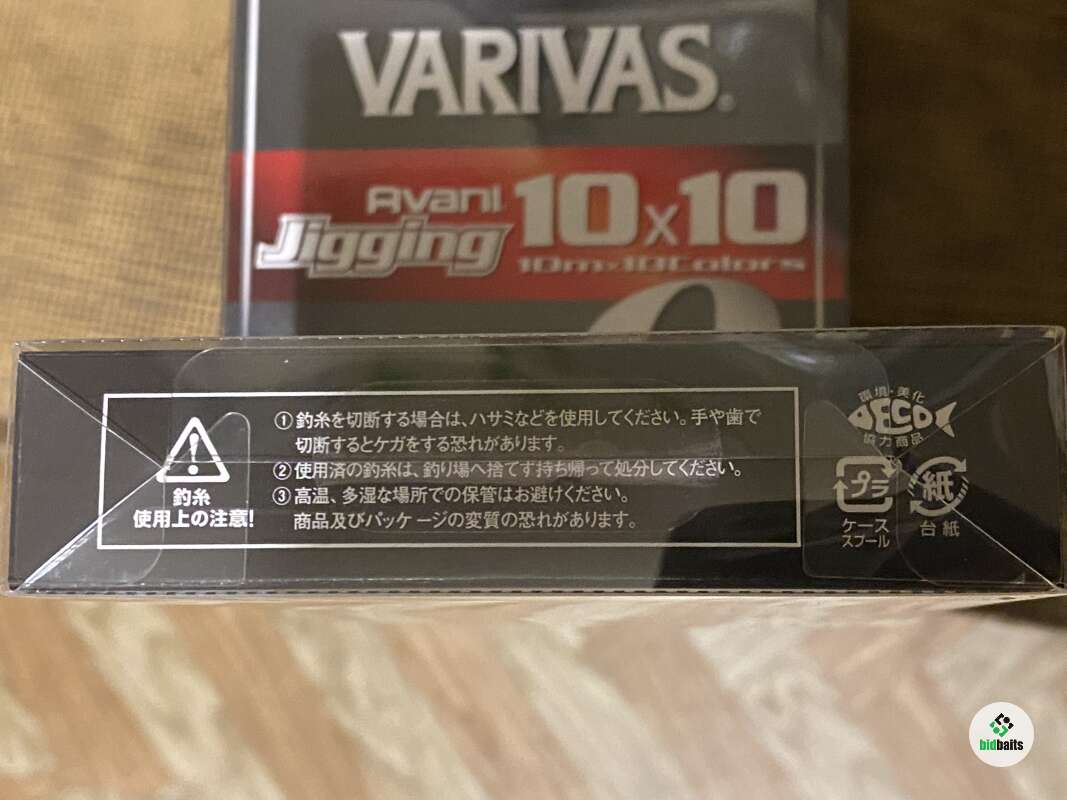 VARIVAS®
Avani
Jigging 10x10
10m×10Colors
① 釣糸を切断する場合は、ハサミなどを使用してください。手や歯で
切断するとケガをする恐れがあります。
② 使用済の釣糸は、釣り場へ捨てず持ち帰って処分してください。
③ 高温、多湿な場所での保管はお避けください。
商品及びパッケージの変質の恐れがあります。
釣糸
使用上の注意!
環境・美化
ECO
協力商品
プラ
ケース
スプール
紙
台紙
bidbaits